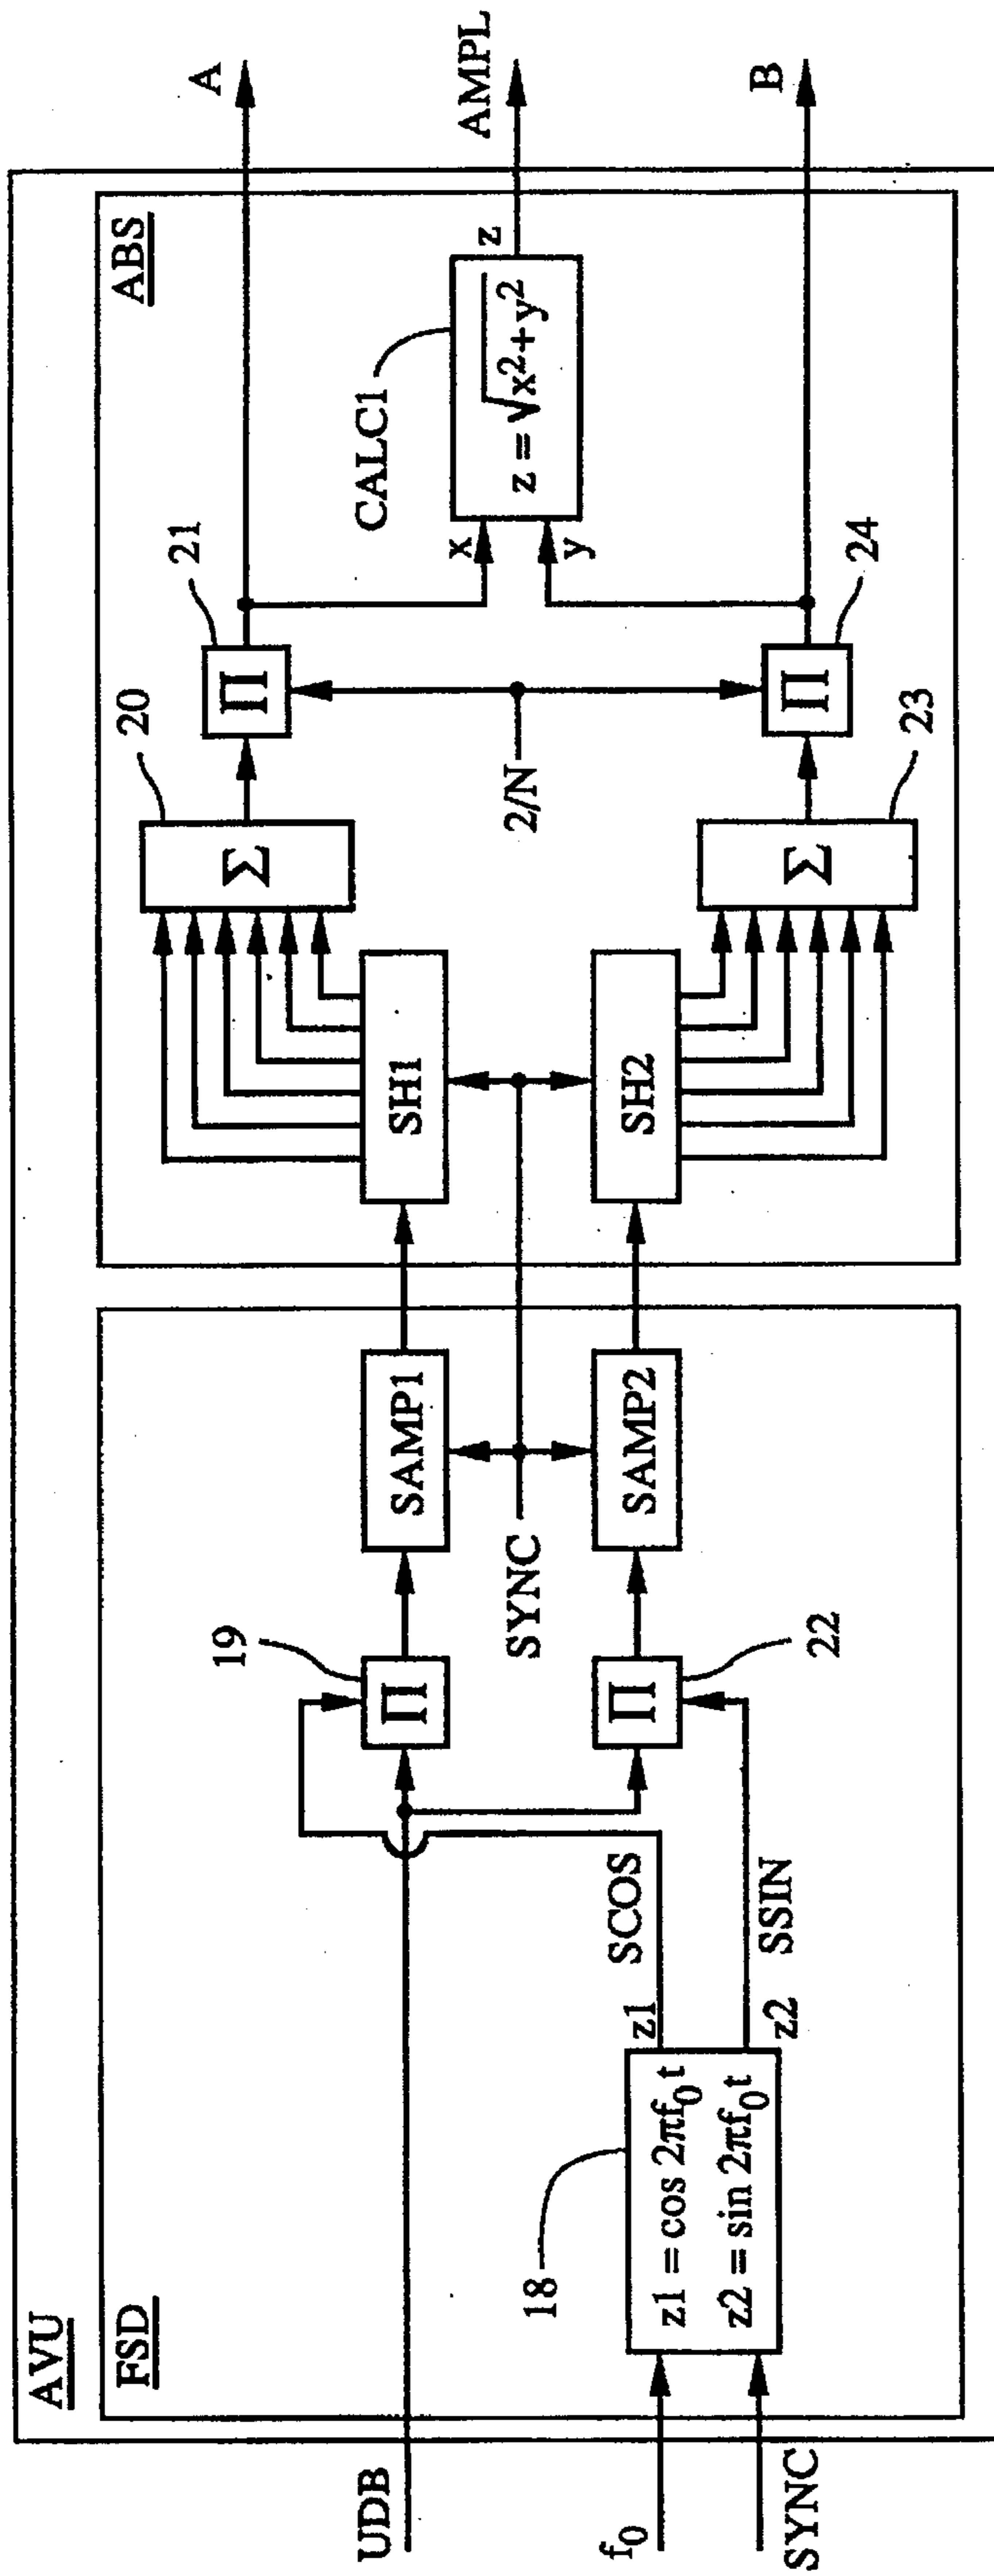 AVU
FSD
ABS
UDB
f0
SYNC
18
z1 = cos 2πf0 t
z2 = sin 2πf0 t
z1
SCOS
z2
SSIN
19
Π
22
Π
SAMP1
SAMP2
SYNC
SH1
SH2
20
Σ
23
Σ
21
Π
24
Π
2/N
CALC1
x
y
z = √x²+y²
z
A
AMPL
B